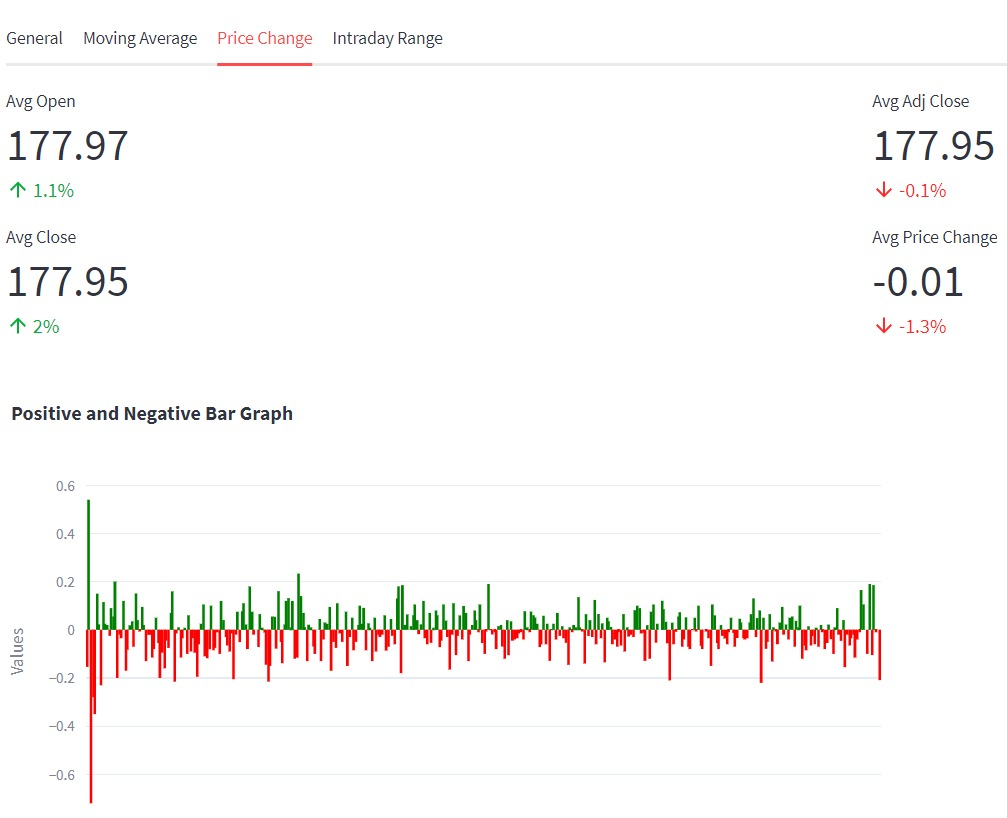 General Moving Average Price Change Intraday Range
Avg Open
177.97
↑ 1.1%
Avg Adj Close
177.95
↓ -0.1%
Avg Close
177.95
↑ 2%
Avg Price Change
-0.01
↓ -1.3%
Positive and Negative Bar Graph
Values
0.6
0.4
0.2
0
−0.2
−0.4
−0.6